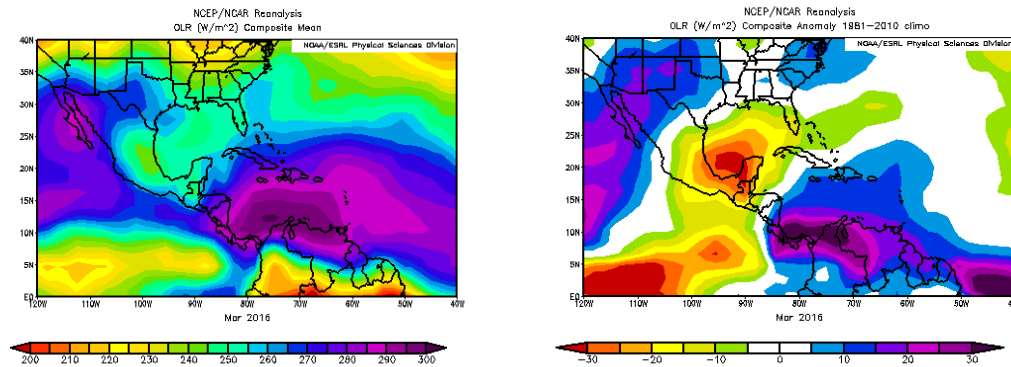 NCEP/NCAR Reanalysis
OLR (W/m^2) Composite Mean
NOAA/ESRL Physical Sciences Division
40N
35N
30N
25N
20N
15N
10N
5N
EQ
120W 110W 100W 90W 80W 70W 60W 50W 40W
Mar 2016
200 210 220 230 240 250 260 270 280 290 300
NCEP/NCAR Reanalysis
OLR (W/m^2) Composite Anomaly 1981-2010 climo
NOAA/ESRL Physical Sciences Division
40N
35N
30N
25N
20N
15N
10N
5N
EQ
120W 110W 100W 90W 80W 70W 60W 50W 40W
Mar 2016
-30 -20 -10 0 10 20 30